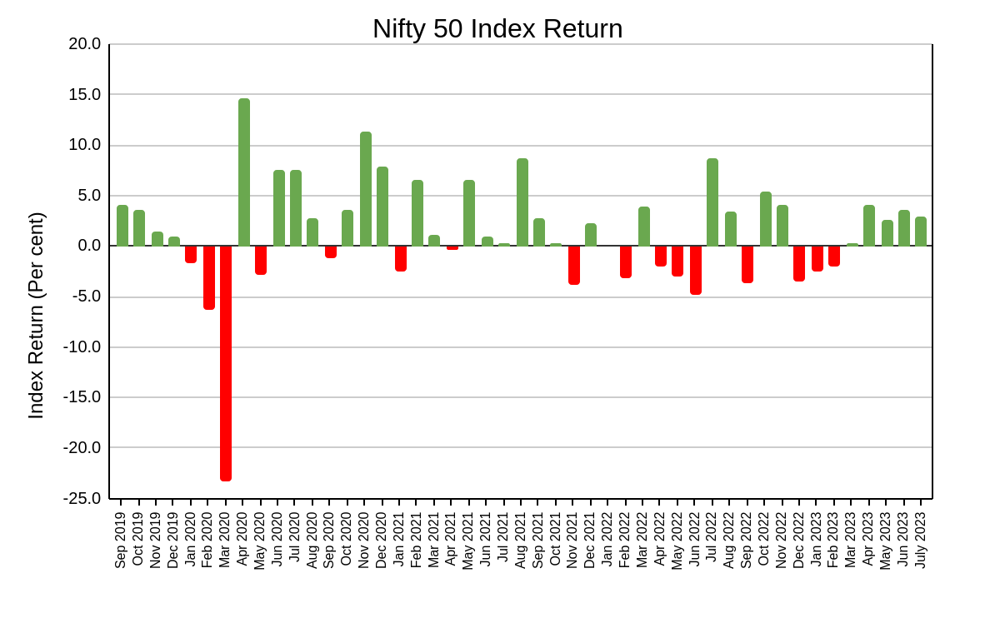 Nifty 50 Index Return
Index Return (Per cent)
20.0
15.0
10.0
5.0
0.0
-5.0
-10.0
-15.0
-20.0
-25.0
Sep 2019
Oct 2019
Nov 2019
Dec 2019
Jan 2020
Feb 2020
Mar 2020
Apr 2020
May 2020
Jun 2020
Jul 2020
Aug 2020
Sep 2020
Oct 2020
Nov 2020
Dec 2020
Jan 2021
Feb 2021
Mar 2021
Apr 2021
May 2021
Jun 2021
Jul 2021
Aug 2021
Sep 2021
Oct 2021
Nov 2021
Dec 2021
Jan 2022
Feb 2022
Mar 2022
Apr 2022
May 2022
Jun 2022
Jul 2022
Aug 2022
Sep 2022
Oct 2022
Nov 2022
Dec 2022
Jan 2023
Feb 2023
Mar 2023
Apr 2023
May 2023
Jun 2023
July 2023